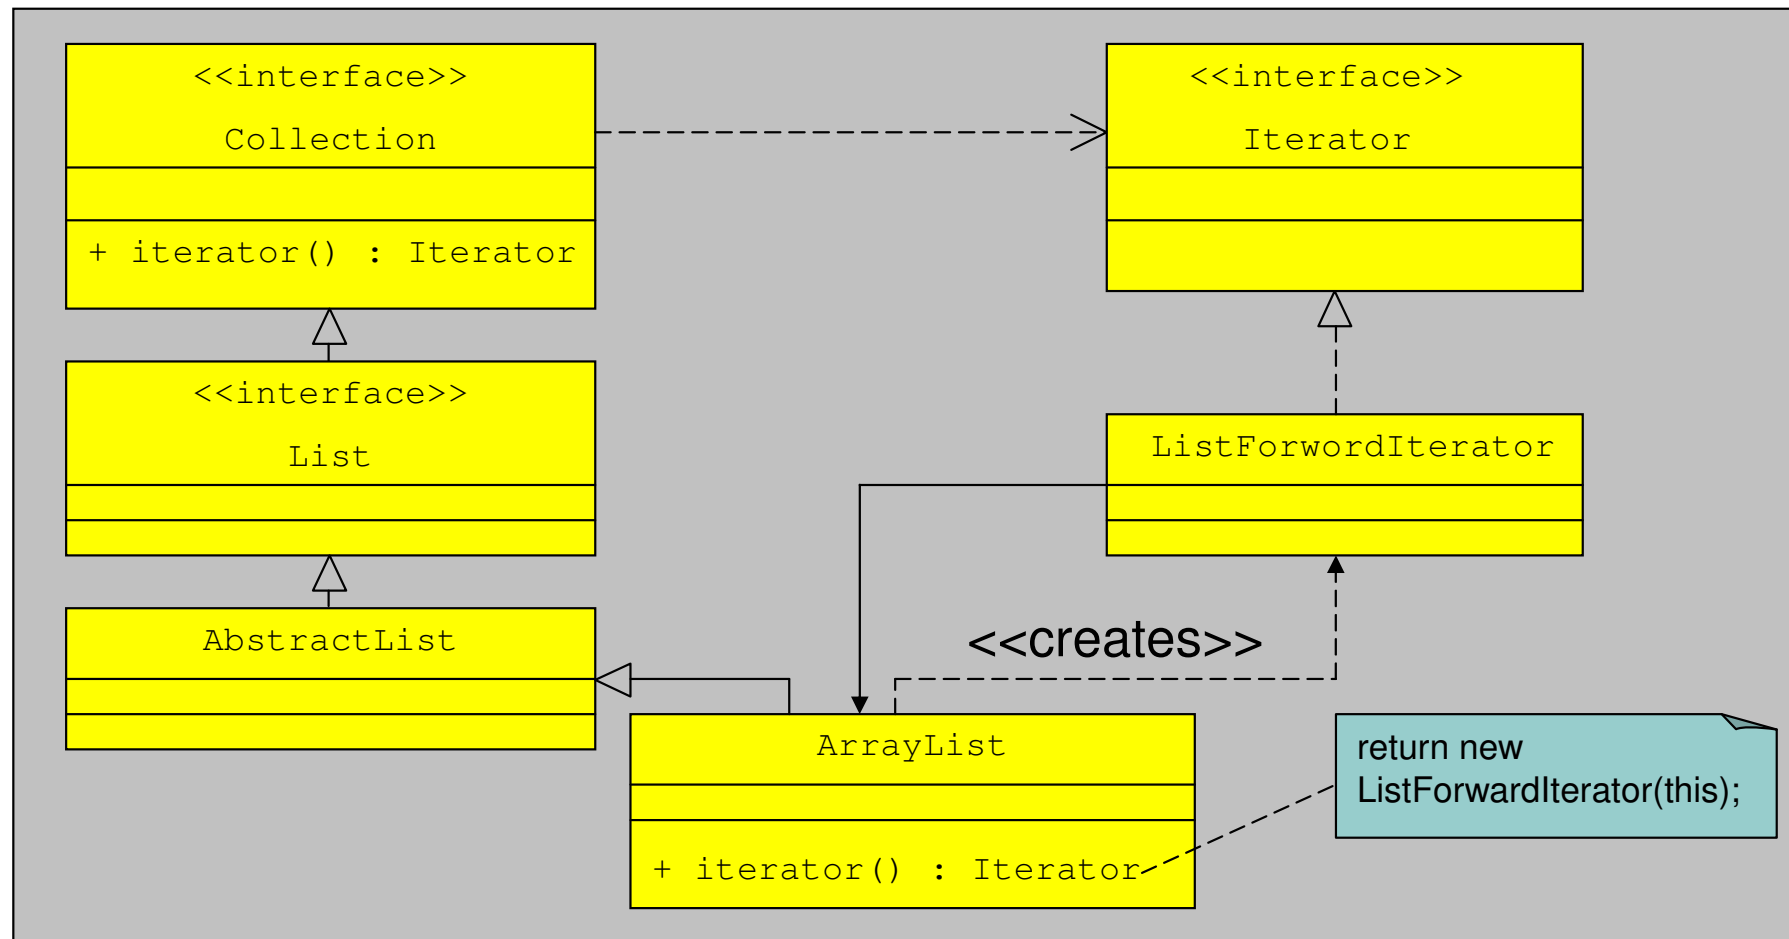 <<interface>>
Collection
+ iterator() : Iterator
<<interface>>
Iterator
<<interface>>
List
ListForwordIterator
AbstractList
<<creates>>
ArrayList
+ iterator() : Iterator
return new
ListForwardIterator(this);